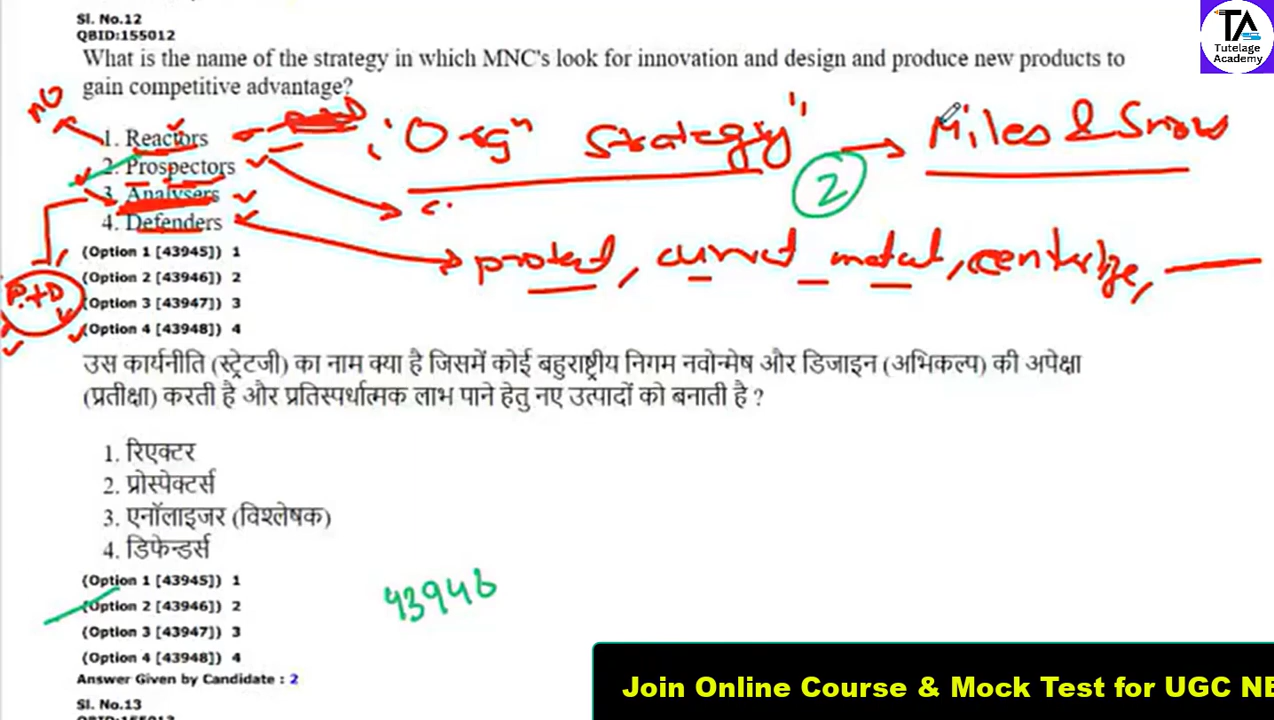 Sl. No.12
QBID:155012
TA
Tutelage
Academy
What is the name of the strategy in which MNC's look for innovation and design and produce new products to
gain competitive advantage?
NO
1. Reactors
2. Prospectors
3. Analysers
4. Defenders
"Orgn Strategy" → Miles & Snow
2
protect, current market, centralize,
P+D
(Option 1 [43945]) 1
(Option 2 [43946]) 2
(Option 3 [43947]) 3
(Option 4 [43948]) 4
उस कार्यनीति (स्ट्रेटजी) का नाम क्या है जिसमें कोई बहुराष्ट्रीय निगम नवोन्मेष और डिजाइन (अभिकल्प) की अपेक्षा
(प्रतीक्षा) करती है और प्रतिस्पर्धात्मक लाभ पाने हेतु नए उत्पादों को बनाती है ?
1. रिएक्टर
2. प्रोस्पेक्टर्स
3. एनॉलाइजर (विश्लेषक)
4. डिफेन्डर्स
(Option 1 [43945]) 1
(Option 2 [43946]) 2
(Option 3 [43947]) 3
(Option 4 [43948]) 4
43946
Answer Given by Candidate : 2
Sl. No.13
QBID:155013
Join Online Course & Mock Test for UGC NE